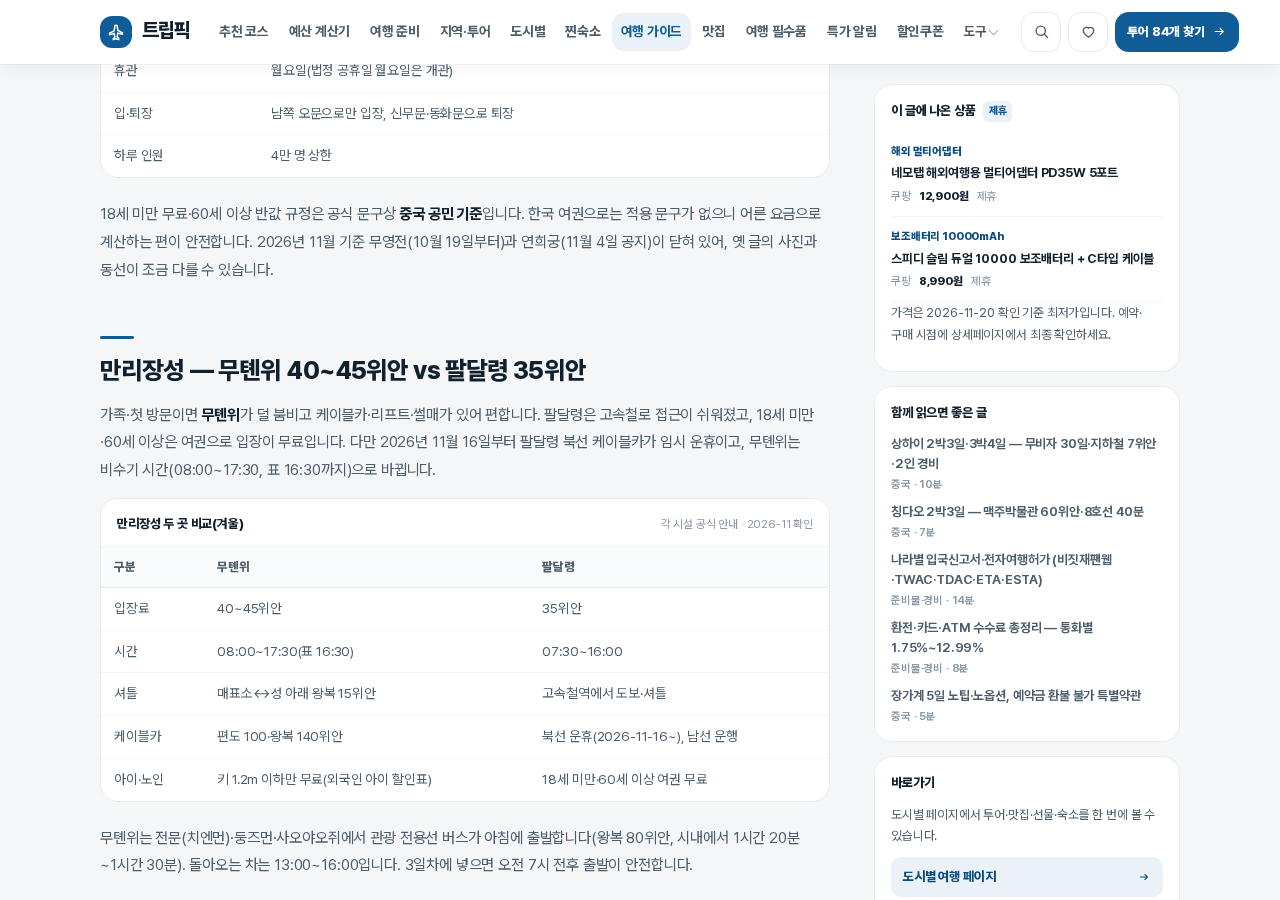 트립픽
추천 코스 예산 계산기 여행 준비 지역·투어 도시별 찐숙소 여행 가이드 맛집 여행 필수품 특가 알림 할인쿠폰 도구
투어 84개 찾기 →
휴관 월요일(법정 공휴일 월요일은 개관)
입·퇴장 남쪽 오문으로만 입장, 신무문·동화문으로 퇴장
하루 인원 4만 명 상한
18세 미만 무료·60세 이상 반값 규정은 공식 문구상 중국 공민 기준입니다. 한국 여권으로는 적용 문구가 없으니 어른 요금으로
계산하는 편이 안전합니다. 2026년 11월 기준 무영전(10월 19일부터)과 연희궁(11월 4일 공지)이 닫혀 있어, 옛 글의 사진과
동선이 조금 다를 수 있습니다.
만리장성 — 무톈위 40~45위안 vs 팔달령 35위안
가족·첫 방문이면 무톈위가 덜 붐비고 케이블카·리프트·썰매가 있어 편합니다. 팔달령은 고속철로 접근이 쉬워졌고, 18세 미만
·60세 이상은 여권으로 입장이 무료입니다. 다만 2026년 11월 16일부터 팔달령 북선 케이블카가 임시 운휴이고, 무톈위는
비수기 시간(08:00~17:30, 표 16:30까지)으로 바뀝니다.
만리장성 두 곳 비교(겨울) 각 시설 공식 안내 · 2026-11 확인
구분 무톈위 팔달령
입장료 40~45위안 35위안
시간 08:00~17:30(표 16:30) 07:30~16:00
셔틀 매표소↔성 아래 왕복 15위안 고속철역에서 도보·셔틀
케이블카 편도 100·왕복 140위안 북선 운휴(2026-11-16~), 남선 운행
아이·노인 키 1.2m 이하만 무료(외국인 아이 할인표) 18세 미만·60세 이상 여권 무료
무톈위는 전문(치엔먼)·둥즈먼·사오야오쥐에서 관광 전용선 버스가 아침에 출발합니다(왕복 80위안, 시내에서 1시간 20분
~1시간 30분). 돌아오는 차는 13:00~16:00입니다. 3일차에 넣으면 오전 7시 전후 출발이 안전합니다.
이 글에 나온 상품 제휴
해외 멀티어댑터
네모탭 해외여행용 멀티어댑터 PD35W 5포트
쿠팡 12,900원 제휴
보조배터리 10000mAh
스피디 슬림 듀얼 10000 보조배터리 + C타입 케이블
쿠팡 8,990원 제휴
가격은 2026-11-20 확인 기준 최저가입니다. 예약·
구매 시점에 상세페이지에서 최종 확인하세요.
함께 읽으면 좋은 글
상하이 2박3일·3박4일 — 무비자 30일·지하철 7위안
·2인 경비
중국 · 10분
칭다오 2박3일 — 맥주박물관 60위안·8호선 40분
중국 · 7분
나라별 입국신고서·전자여행허가 (비짓재팬웹
·TWAC·TDAC·ETA·ESTA)
준비물·경비 · 14분
환전·카드·ATM 수수료 총정리 — 통화별
1.75%~12.99%
준비물·경비 · 8분
장가계 5일 노팁·노옵션, 예약금 환불 불가 특별약관
중국 · 5분
바로가기
도시별 페이지에서 투어·맛집·선물·숙소를 한 번에 볼 수
있습니다.
도시별 여행 페이지 →